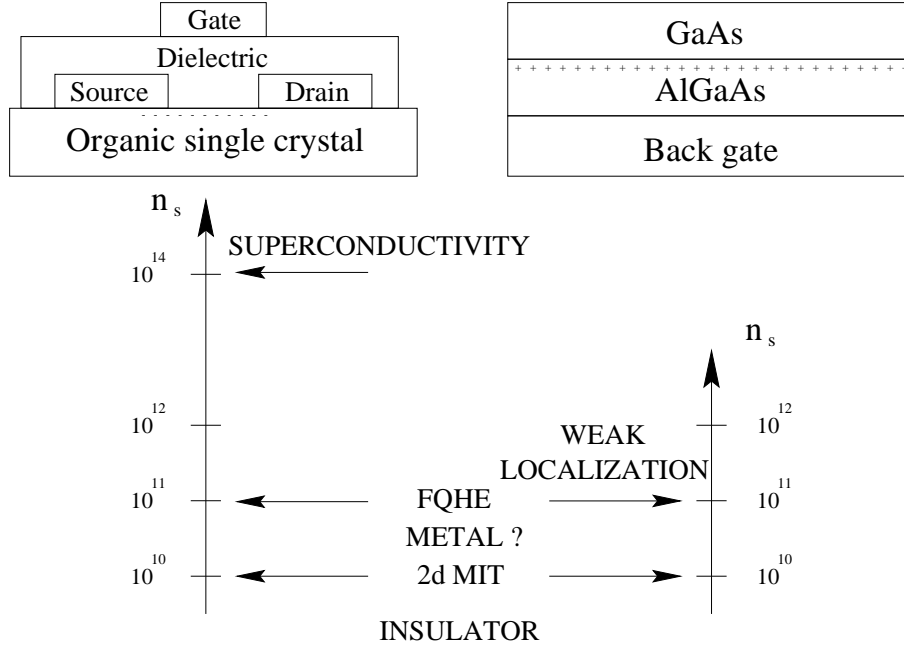 Gate
Dielectric
Source Drain
Organic single crystal
GaAs
+ + + + + + + + + + + + + + + + + + + + + + + + + + + +
AlGaAs
Back gate
n s
SUPERCONDUCTIVITY
10^14
n s
10^12
10^12
WEAK
LOCALIZATION
10^11
FQHE
10^11
METAL ?
10^10
2d MIT
10^10
INSULATOR